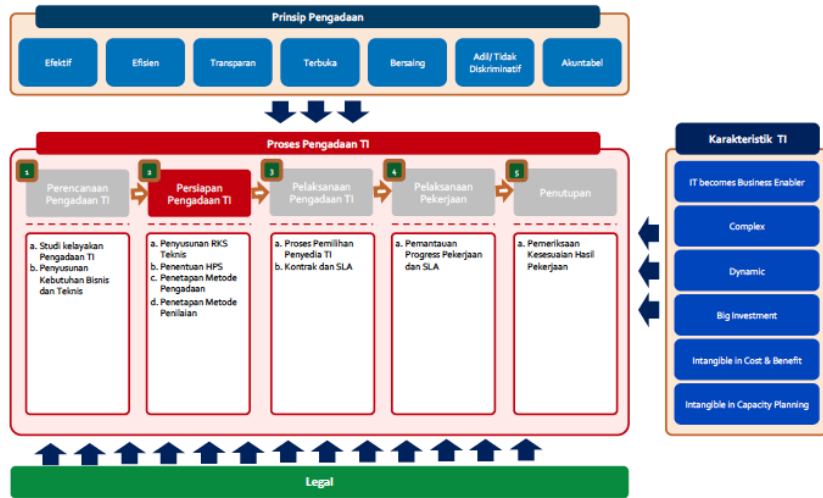 Prinsip Pengadaan
Efektif
Efisien
Transparan
Terbuka
Bersaing
Adil/ Tidak
Diskriminatif
Akuntabel
Proses Pengadaan TI
1
Perencanaan
Pengadaan TI
2
Persiapan
Pengadaan TI
3
Pelaksanaan
Pengadaan TI
4
Pelaksanaan
Pekerjaan
5
Penutupan
a. Studi kelayakan
Pengadaan TI
b. Penyusunan
Kebutuhan Bisnis
dan Teknis
a. Penyusunan RKS
Teknis
b. Penentuan HPS
c. Penetapan Metode
Pengadaan
d. Penetapan Metode
Penilaian
a. Proses Pemilihan
Penyedia TI
b. Kontrak dan SLA
a. Pemantauan
Progress Pekerjaan
dan SLA
a. Pemeriksaan
Kesesuaian Hasil
Pekerjaan
Karakteristik TI
IT becomes Business Enabler
Complex
Dynamic
Big Investment
Intangible in Cost & Benefit
Intangible in Capacity Planning
Legal